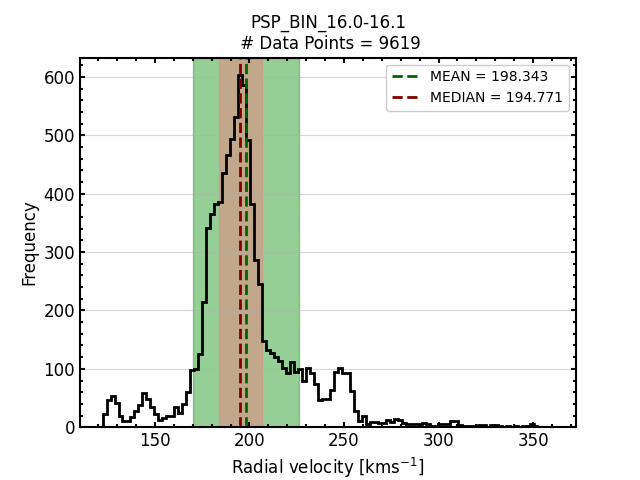 PSP_BIN_16.0-16.1
# Data Points = 9619
MEAN = 198.343
MEDIAN = 194.771
600
500
400
300
200
100
0
Frequency
150 200 250 300 350
Radial velocity [kms⁻¹]